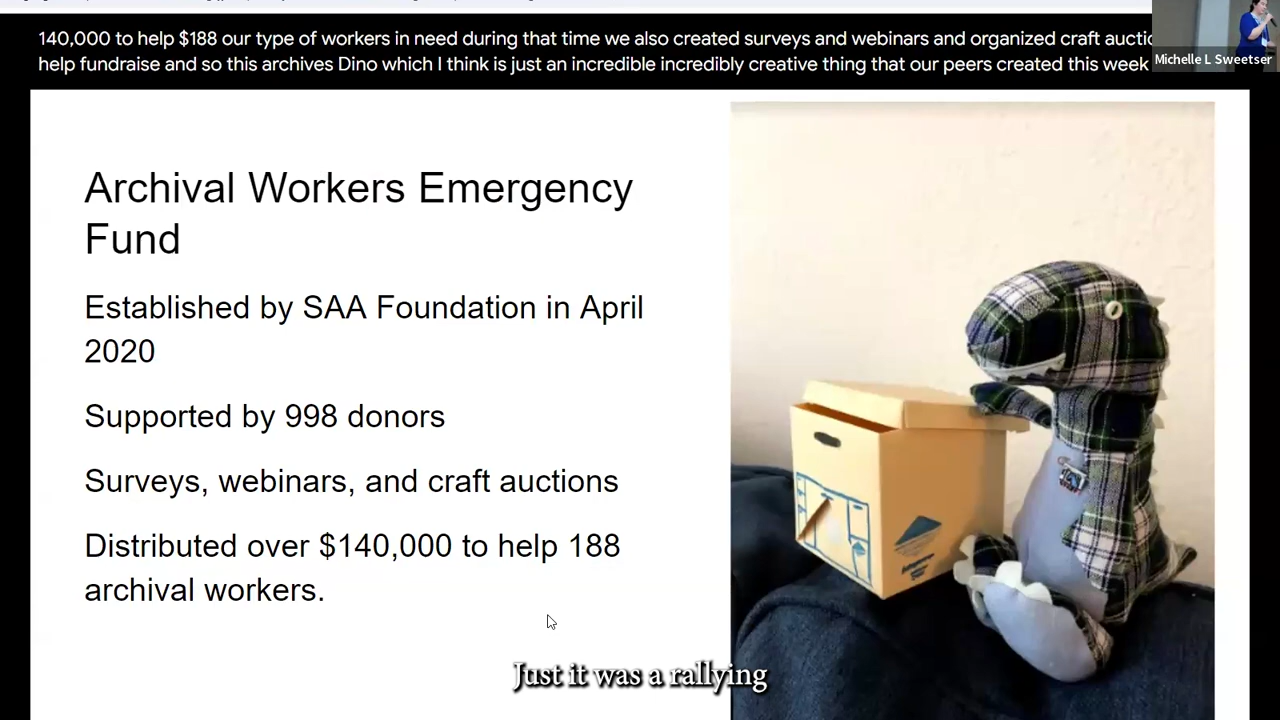 140,000 to help $188 our type of workers in need during that time we also created surveys and webinars and organized craft
help fundraise and so this archives Dino which I think is just an incredible incredibly creative thing that our peers created this week
Michelle L Sweetser
Archival Workers Emergency
Fund
Established by SAA Foundation in April
2020
Supported by 998 donors
Surveys, webinars, and craft auctions
Distributed over $140,000 to help 188
archival workers.
Just it was a rallying